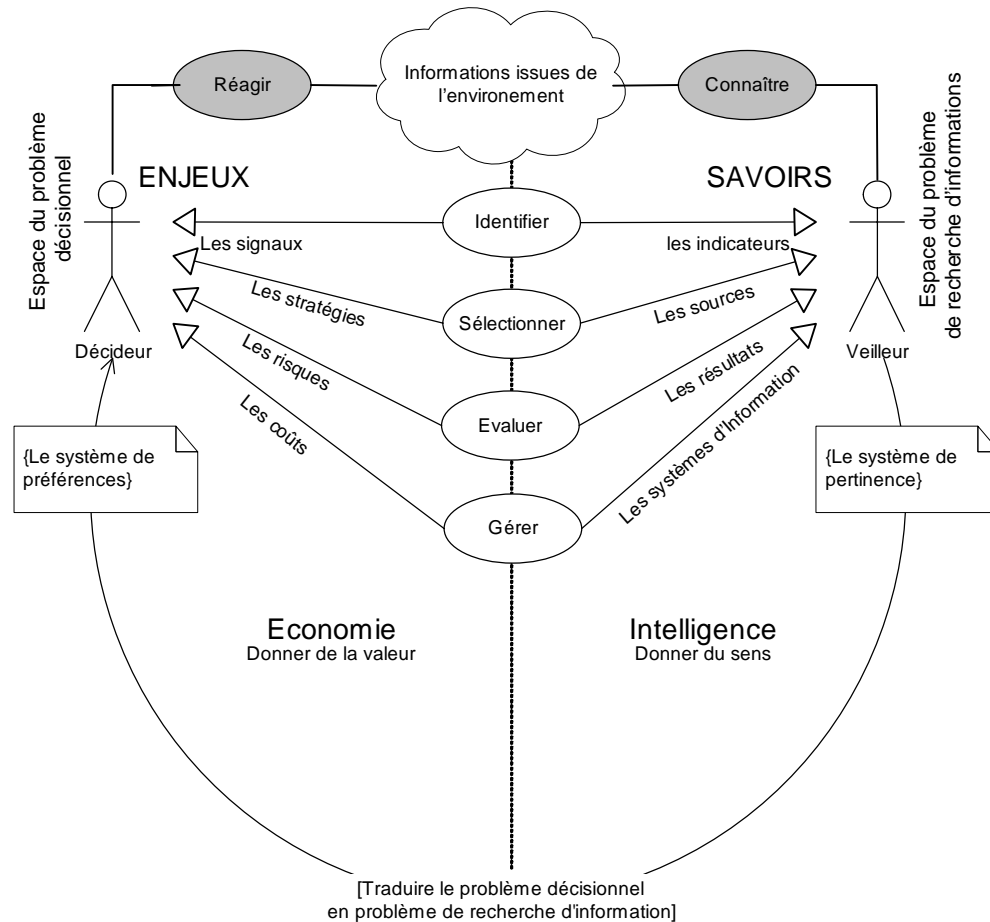 Réagir
Informations issues de
l'environement
Connaître
Espace du problème
décisionnel
ENJEUX
SAVOIRS
Espace du problème
de recherche d'informations
Identifier
Les signaux
les indicateurs
Les stratégies
Sélectionner
Les sources
Décideur
Veilleur
Les risques
Les résultats
Les coûts
Evaluer
Les systèmes d'Information
{Le système de
préférences}
{Le système de
pertinence}
Gérer
Economie
Donner de la valeur
Intelligence
Donner du sens
[Traduire le problème décisionnel
en problème de recherche d'information]